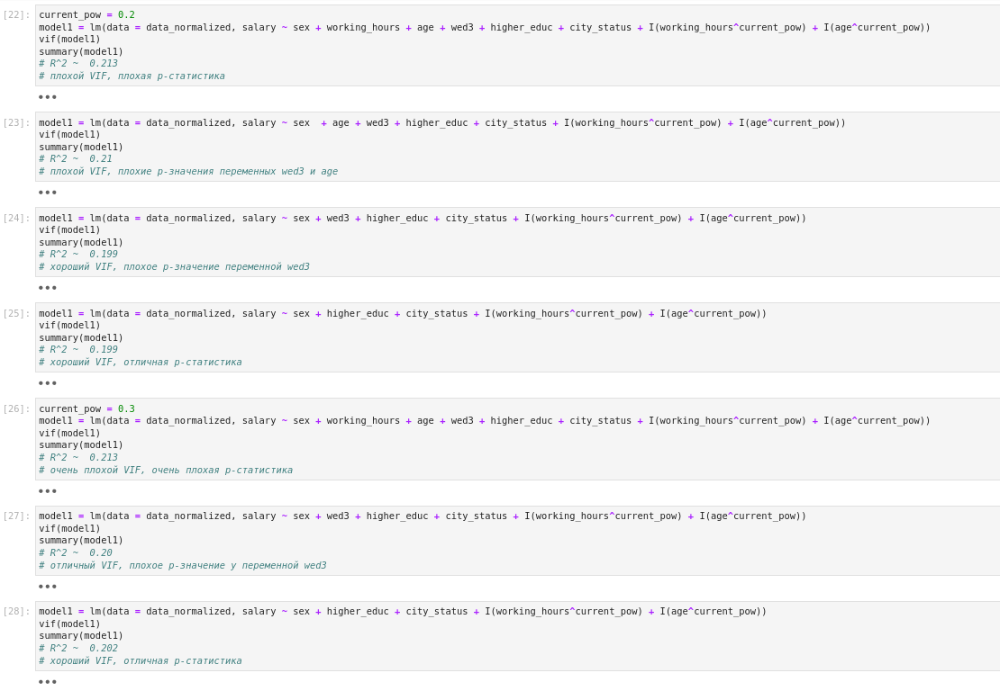 [22]: current_pow = 0.2
model1 = lm(data = data_normalized, salary ~ sex + working_hours + age + wed3 + higher_educ + city_status + I(working_hours^current_pow) + I(age^current_pow))
vif(model1)
summary(model1)
# R^2 ~  0.213
# плохой VIF, плохая p-статистика
•••
[23]: model1 = lm(data = data_normalized, salary ~ sex  + age + wed3 + higher_educ + city_status + I(working_hours^current_pow) + I(age^current_pow))
vif(model1)
summary(model1)
# R^2 ~  0.21
# плохой VIF, плохие p-значения переменных wed3 и age
•••
[24]: model1 = lm(data = data_normalized, salary ~ sex + wed3 + higher_educ + city_status + I(working_hours^current_pow) + I(age^current_pow))
vif(model1)
summary(model1)
# R^2 ~  0.199
# хороший VIF, плохое p-значение переменной wed3
•••
[25]: model1 = lm(data = data_normalized, salary ~ sex + higher_educ + city_status + I(working_hours^current_pow) + I(age^current_pow))
vif(model1)
summary(model1)
# R^2 ~  0.199
# хороший VIF, отличная p-статистика
•••
[26]: current_pow = 0.3
model1 = lm(data = data_normalized, salary ~ sex + working_hours + age + wed3 + higher_educ + city_status + I(working_hours^current_pow) + I(age^current_pow))
vif(model1)
summary(model1)
# R^2 ~  0.213
# очень плохой VIF, очень плохая p-статистика
•••
[27]: model1 = lm(data = data_normalized, salary ~ sex + wed3 + higher_educ + city_status + I(working_hours^current_pow) + I(age^current_pow))
vif(model1)
summary(model1)
# R^2 ~  0.20
# отличный VIF, плохое p-значение у переменной wed3
•••
[28]: model1 = lm(data = data_normalized, salary ~ sex + higher_educ + city_status + I(working_hours^current_pow) + I(age^current_pow))
vif(model1)
summary(model1)
# R^2 ~  0.202
# хороший VIF, отличная p-статистика
•••